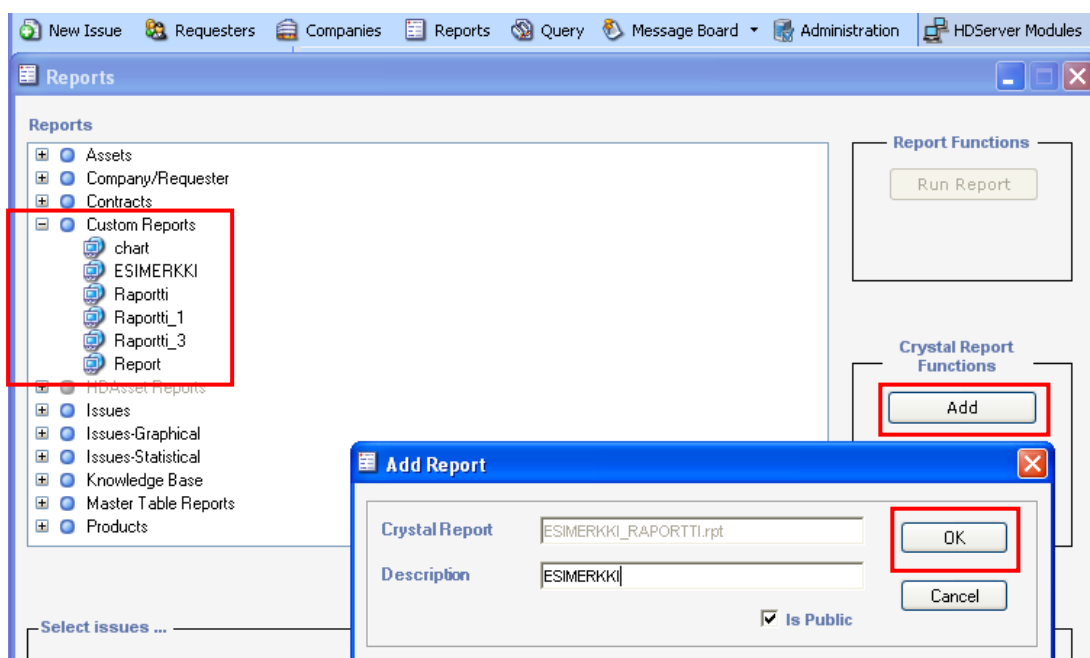 New Issue Requesters Companies Reports Query Message Board Administration HDServer Modules
Reports
Reports
Assets
Company/Requester
Contracts
Custom Reports
chart
ESIMERKKI
Raportti
Raportti_1
Raportti_3
Report
HDAsset Reports
Issues
Issues-Graphical
Issues-Statistical
Knowledge Base
Master Table Reports
Products
Report Functions
Run Report
Crystal Report
Functions
Add
Add Report
Crystal Report ESIMERKKI_RAPORTTI.rpt
OK
Description ESIMERKKI
Cancel
Is Public
Select issues ...